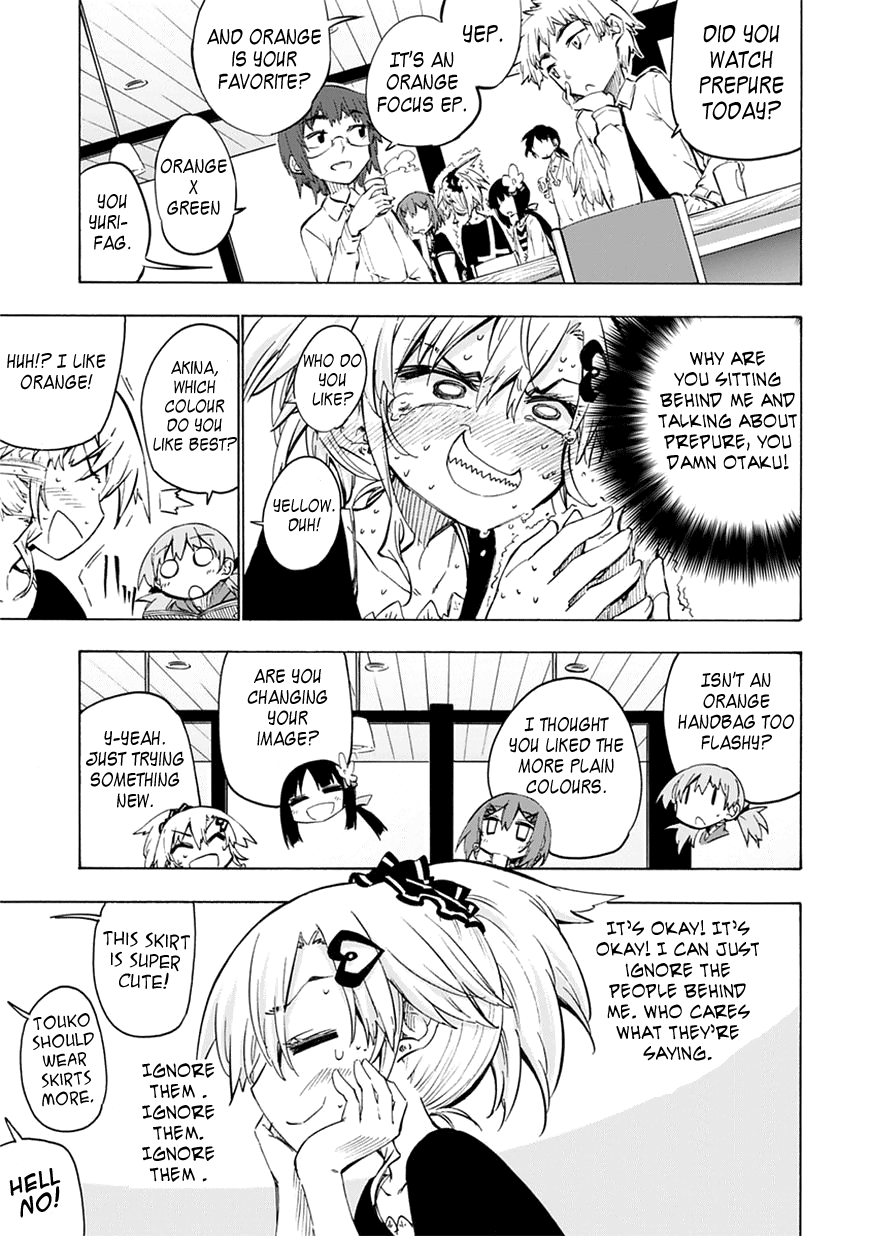 DID YOU
WATCH
PREPURE
TODAY?
YEP.
IT'S AN
ORANGE
FOCUS EP.
AND ORANGE
IS YOUR
FAVORITE?
ORANGE
X
GREEN
YOU
YURI-
FAG.
WHY ARE
YOU SITTING
BEHIND ME AND
TALKING ABOUT
PREPURE, YOU
DAMN OTAKU!
WHO DO
YOU
LIKE?
YELLOW.
DUH!
AKINA,
WHICH
COLOUR
DO YOU
LIKE BEST?
HUH!? I LIKE
ORANGE!
ISN'T AN
ORANGE
HANDBAG TOO
FLASHY?
I THOUGHT
YOU LIKED THE
MORE PLAIN
COLOURS.
ARE YOU
CHANGING
YOUR
IMAGE?
Y-YEAH.
JUST TRYING
SOMETHING
NEW.
IT'S OKAY! IT'S
OKAY! I CAN JUST
IGNORE THE
PEOPLE BEHIND
ME. WHO CARES
WHAT THEY'RE
SAYING.
THIS SKIRT
IS SUPER
CUTE!
TOUKO
SHOULD
WEAR
SKIRTS
MORE.
IGNORE
THEM .
IGNORE
THEM.
IGNORE
THEM .
HELL
NO!